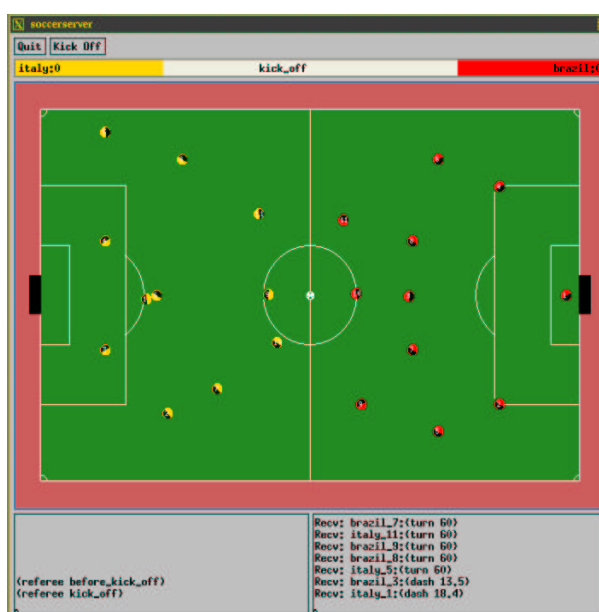 soccerserver
Quit Kick Off
italy:0 kick_off brazil:0
(referee before_kick_off)
(referee kick_off)
Recv: brazil_7:(turn 60)
Recv: italy_11:(turn 60)
Recv: brazil_9:(turn 60)
Recv: brazil_8:(turn 60)
Recv: italy_5:(turn 60)
Recv: brazil_3:(dash 13.5)
Recv: italy_1:(dash 18.4)